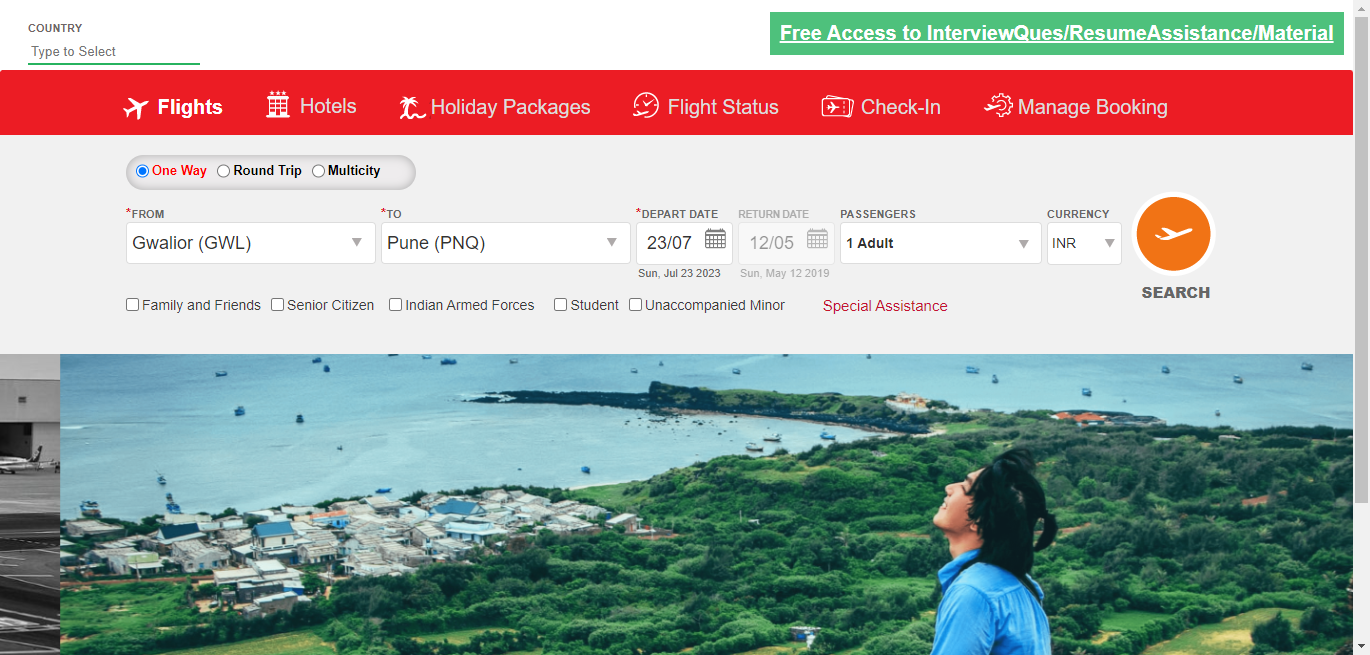 COUNTRY
Type to Select
Free Access to InterviewQues/ResumeAssistance/Material
Flights Hotels Holiday Packages Flight Status Check-In Manage Booking
One Way Round Trip Multicity
*FROM *TO *DEPART DATE RETURN DATE PASSENGERS CURRENCY
Gwalior (GWL) Pune (PNQ) 23/07 12/05 1 Adult INR
Sun, Jul 23 2023 Sun, May 12 2019
SEARCH
Family and Friends Senior Citizen Indian Armed Forces Student Unaccompanied Minor Special Assistance